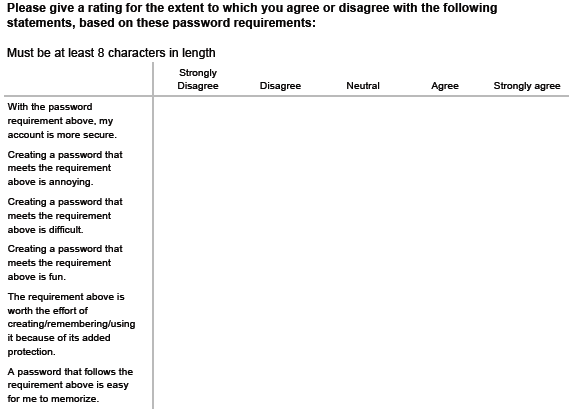 Please give a rating for the extent to which you agree or disagree with the following
statements, based on these password requirements:
Must be at least 8 characters in length
Strongly
Disagree
Disagree
Neutral
Agree
Strongly agree
With the password
requirement above, my
account is more secure.
Creating a password that
meets the requirement
above is annoying.
Creating a password that
meets the requirement
above is difficult.
Creating a password that
meets the requirement
above is fun.
The requirement above is
worth the effort of
creating/remembering/using
it because of its added
protection.
A password that follows the
requirement above is easy
for me to memorize.